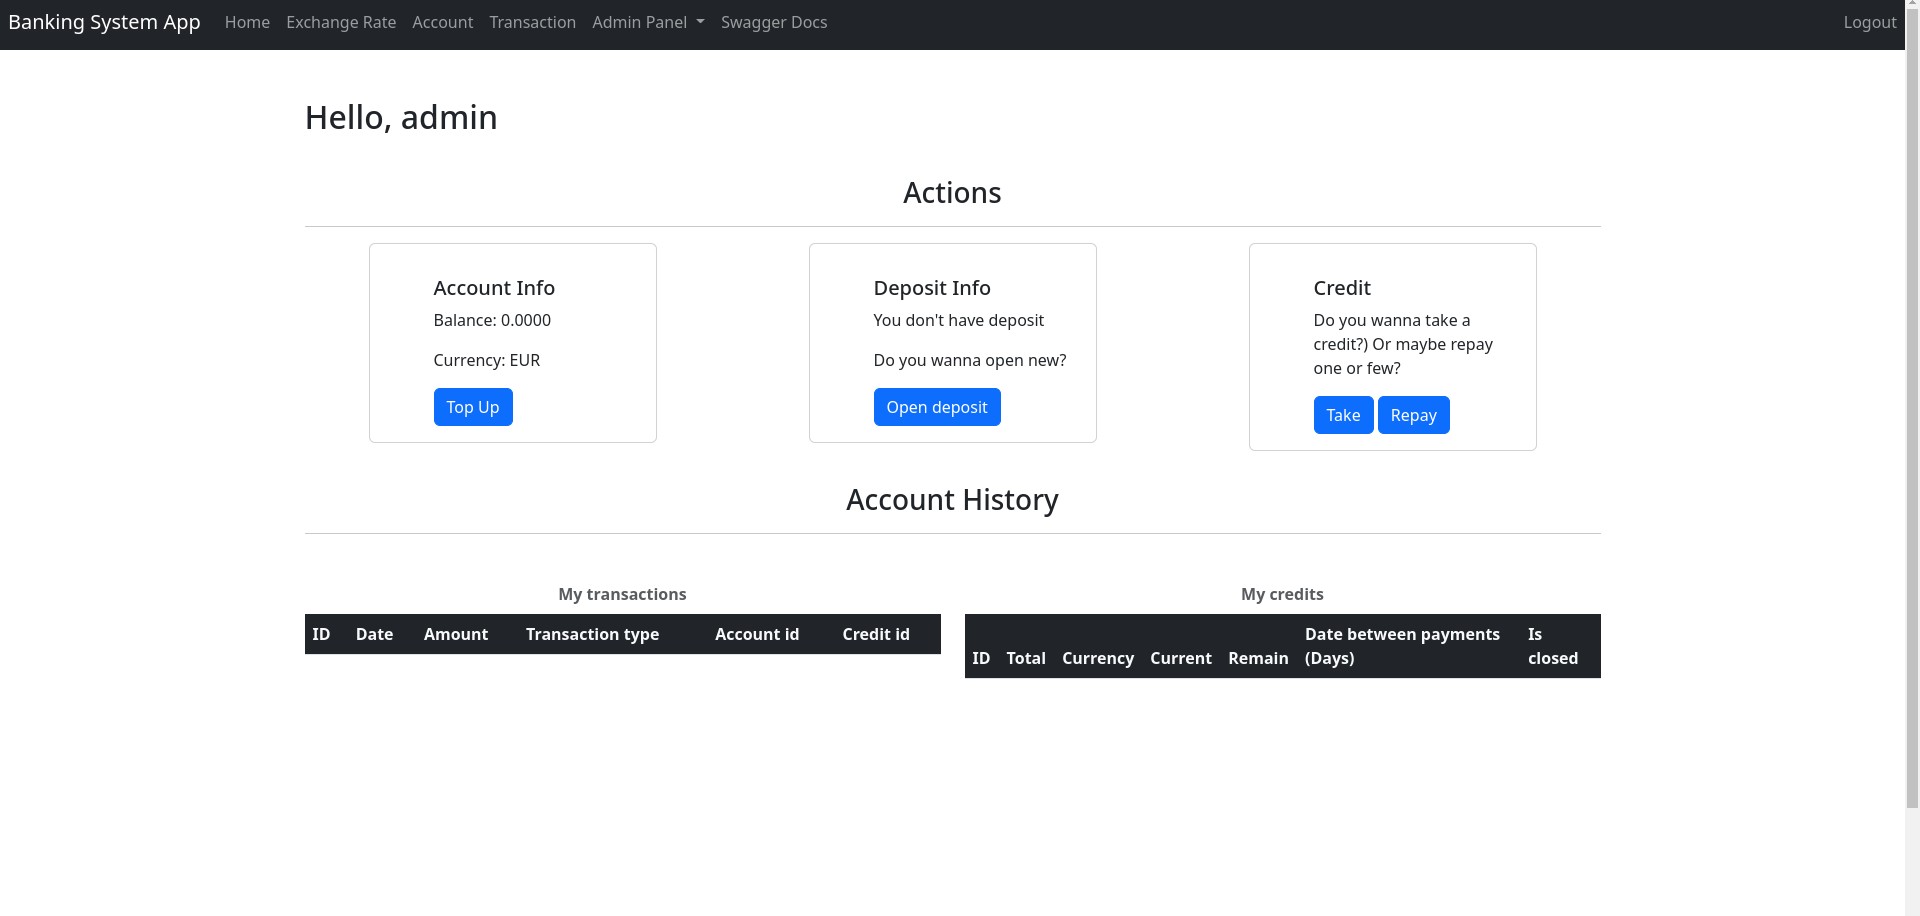 Banking System App Home Exchange Rate Account Transaction Admin Panel Swagger Docs Logout
Hello, admin
Actions
Account Info
Balance: 0.0000
Currency: EUR
Top Up
Deposit Info
You don't have deposit
Do you wanna open new?
Open deposit
Credit
Do you wanna take a
credit?) Or maybe repay
one or few?
Take Repay
Account History
My transactions
ID Date Amount Transaction type Account id Credit id
My credits
ID Total Currency Current Remain Date between payments
(Days) Is
closed